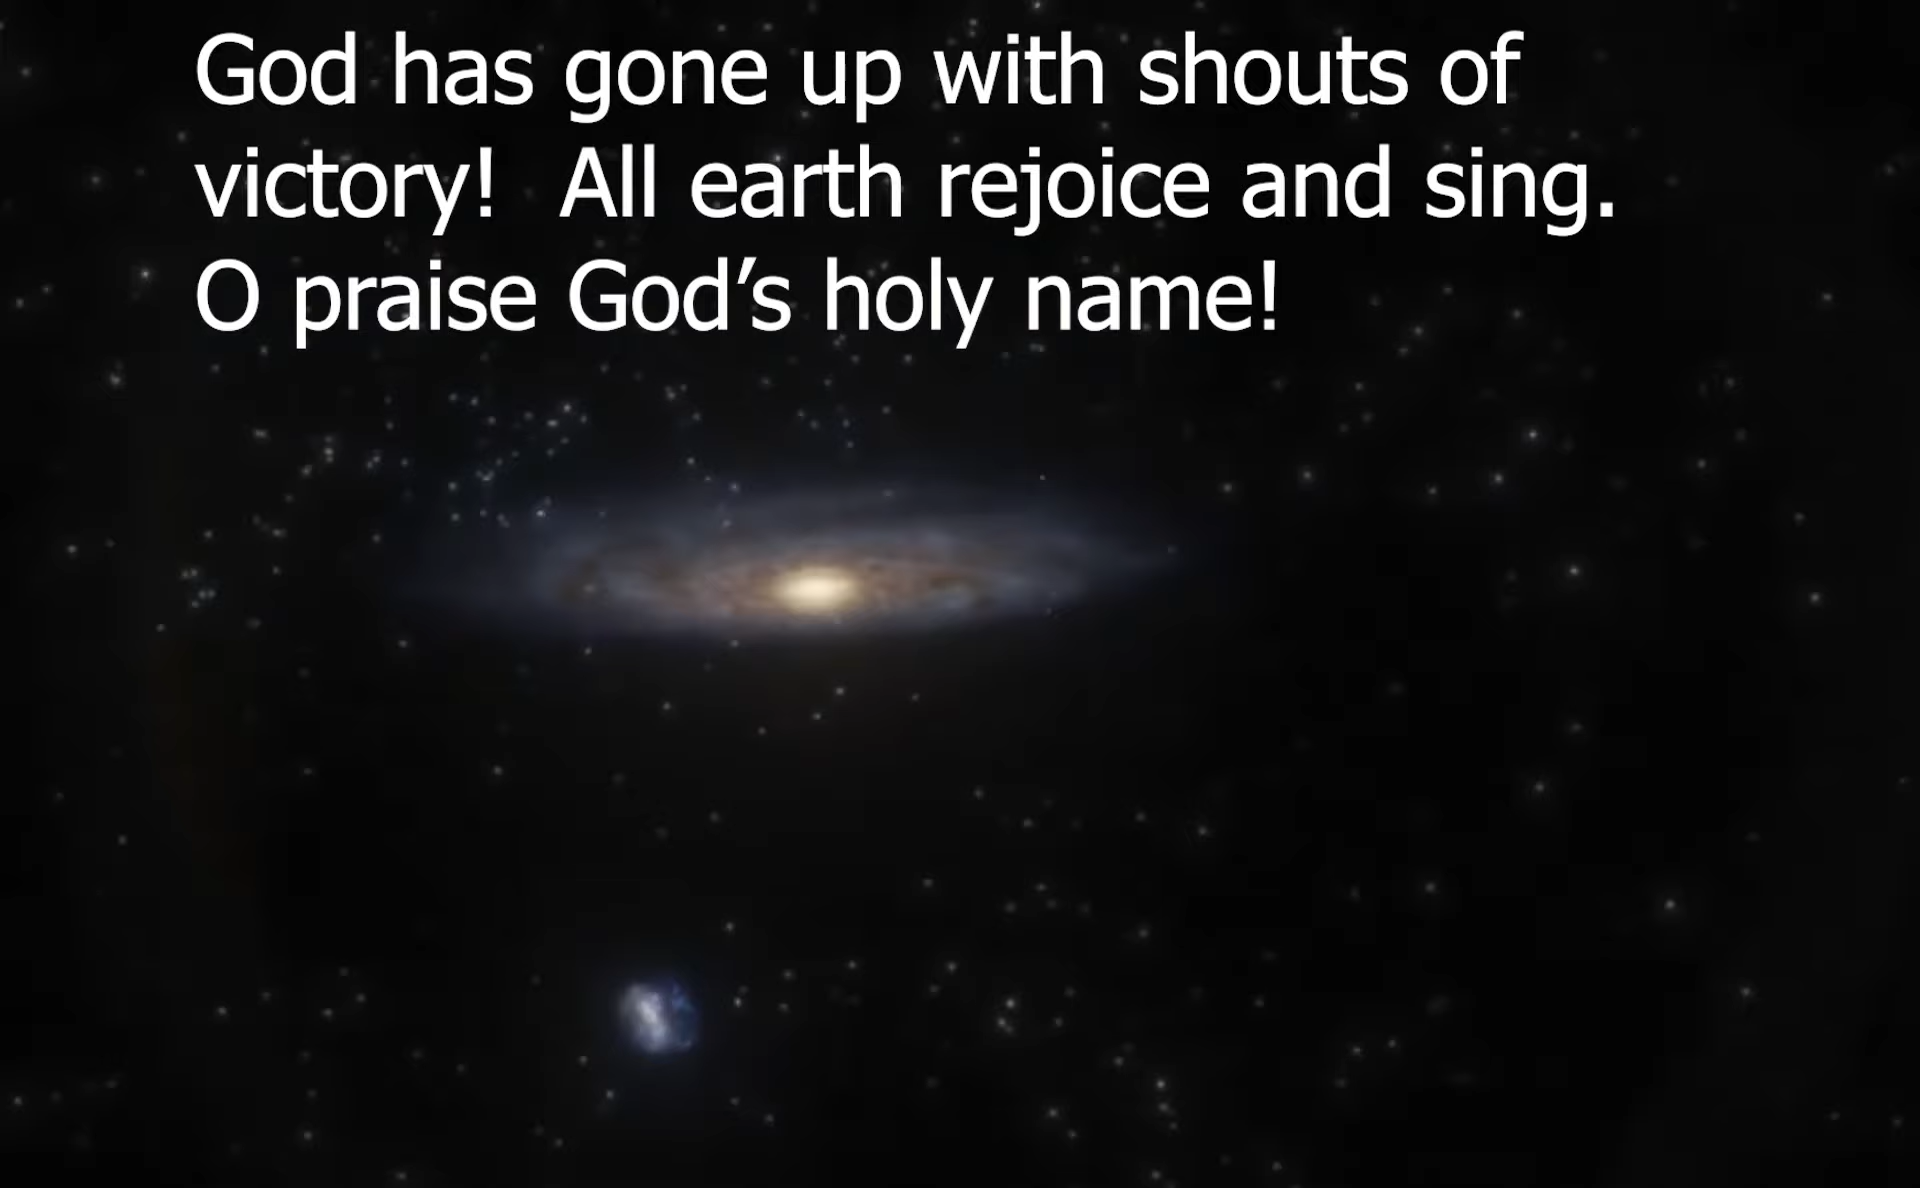 God has gone up with shouts of
victory!  All earth rejoice and sing.
O praise God’s holy name!